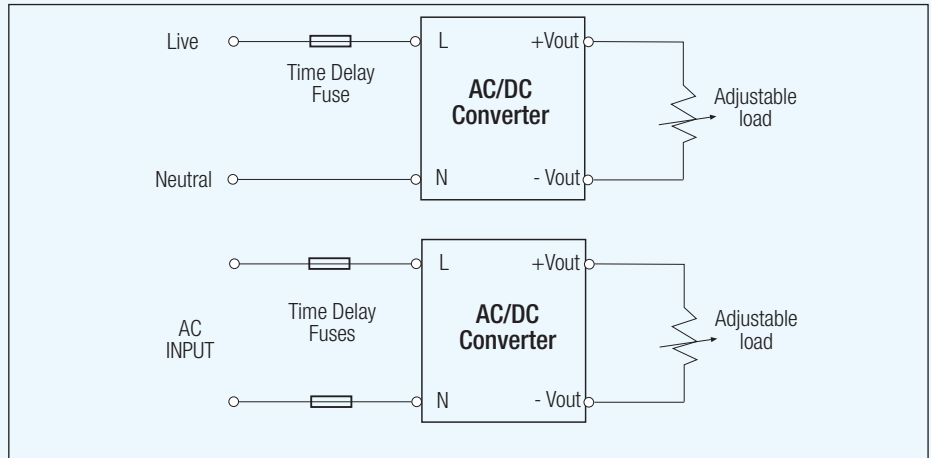 Live
L
+Vout
Time Delay
Fuse
AC/DC
Converter
Adjustable
load
Neutral
N
- Vout
L
+Vout
AC
INPUT
Time Delay
Fuses
AC/DC
Converter
Adjustable
load
N
- Vout